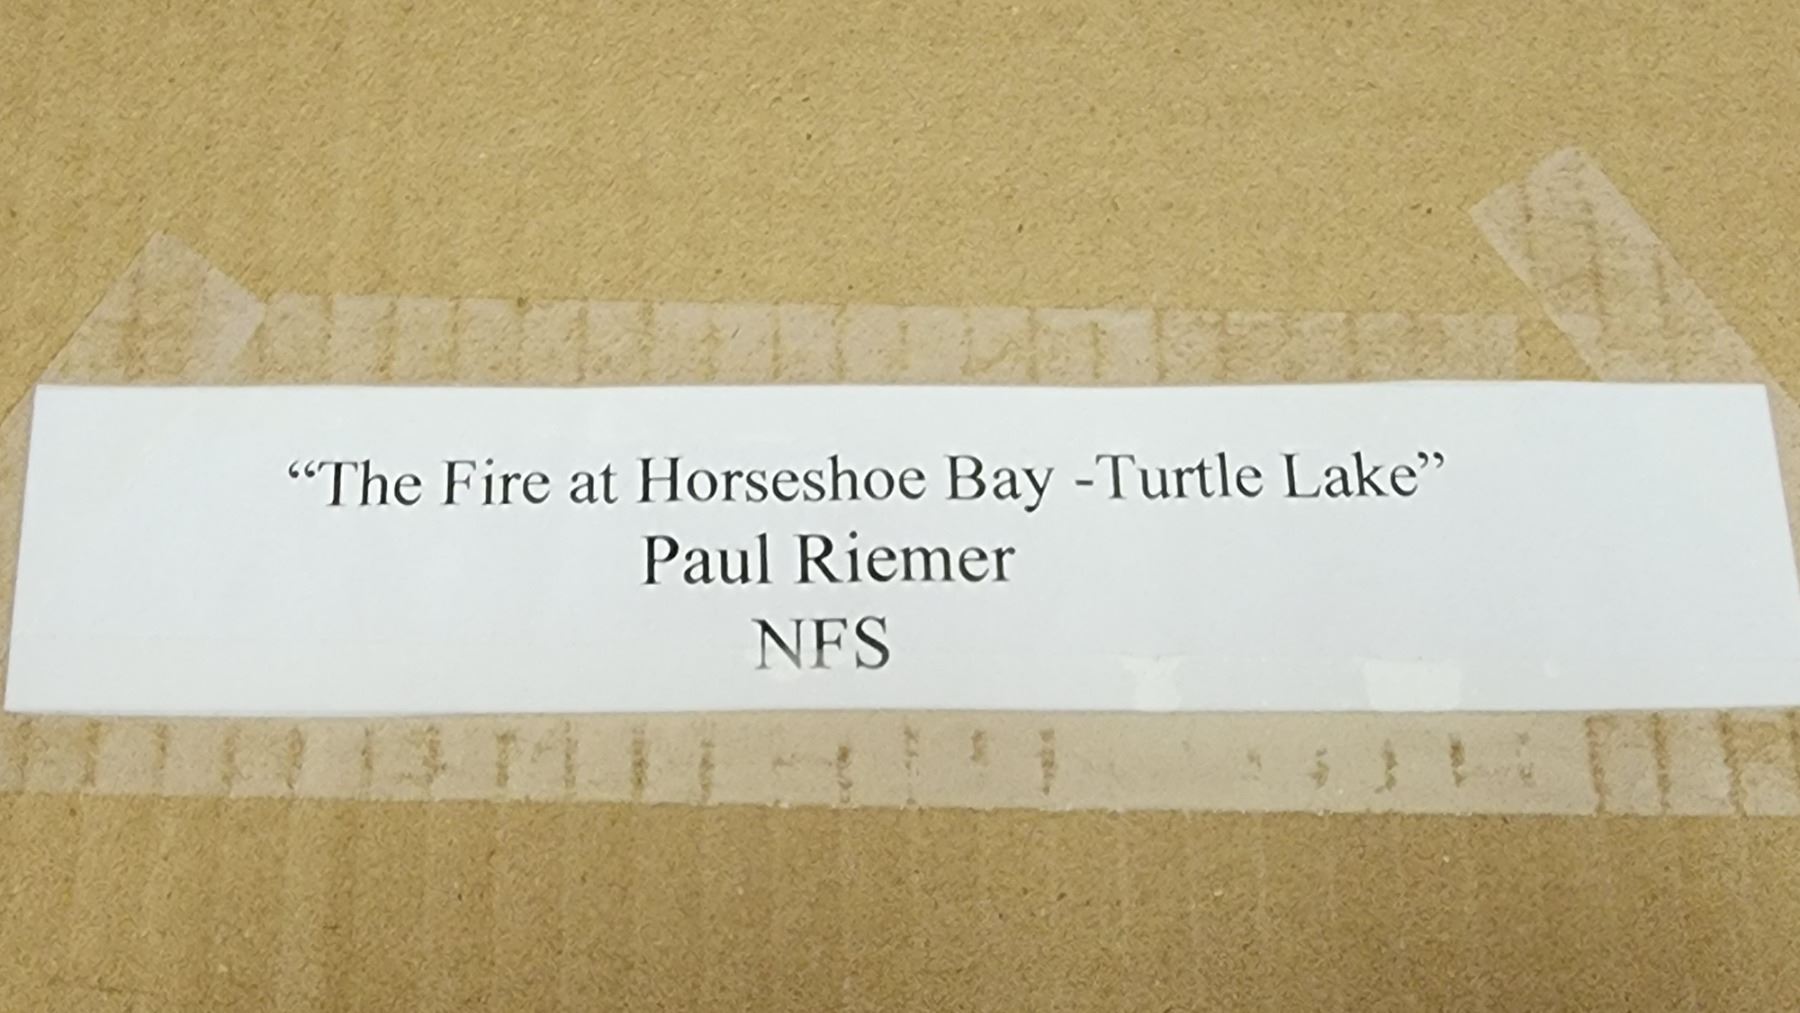 “The Fire at Horseshoe Bay -Turtle Lake”
Paul Riemer
NFS